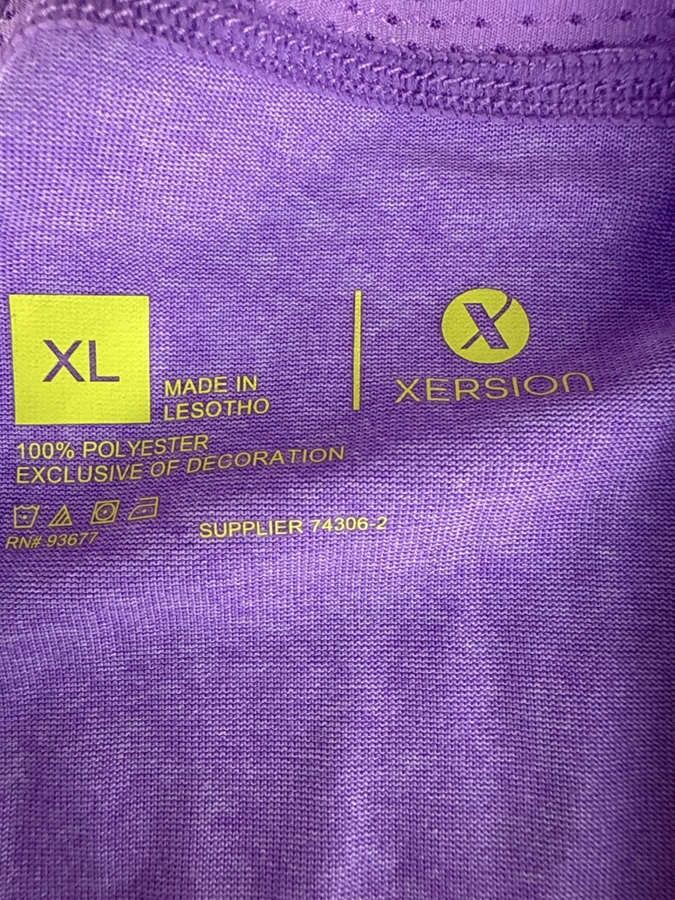 XL
MADE IN
LESOTHO
X
XERSION
100% POLYESTER
EXCLUSIVE OF DECORATION
RN# 93677
SUPPLIER 74306-2